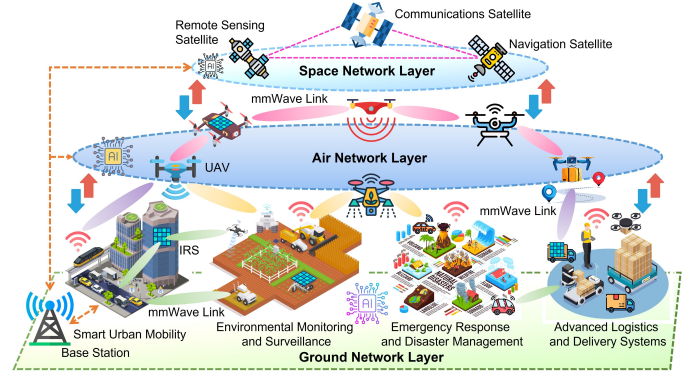 Remote Sensing
Satellite
Communications Satellite
Navigation Satellite
AI
Space Network Layer
mmWave Link
AI
Air Network Layer
UAV
mmWave Link
IRS
NATURAL
DISASTERS
mmWave Link
AI
Smart Urban Mobility
Base Station
Environmental Monitoring
and Surveillance
Emergency Response
and Disaster Management
Advanced Logistics
and Delivery Systems
Ground Network Layer